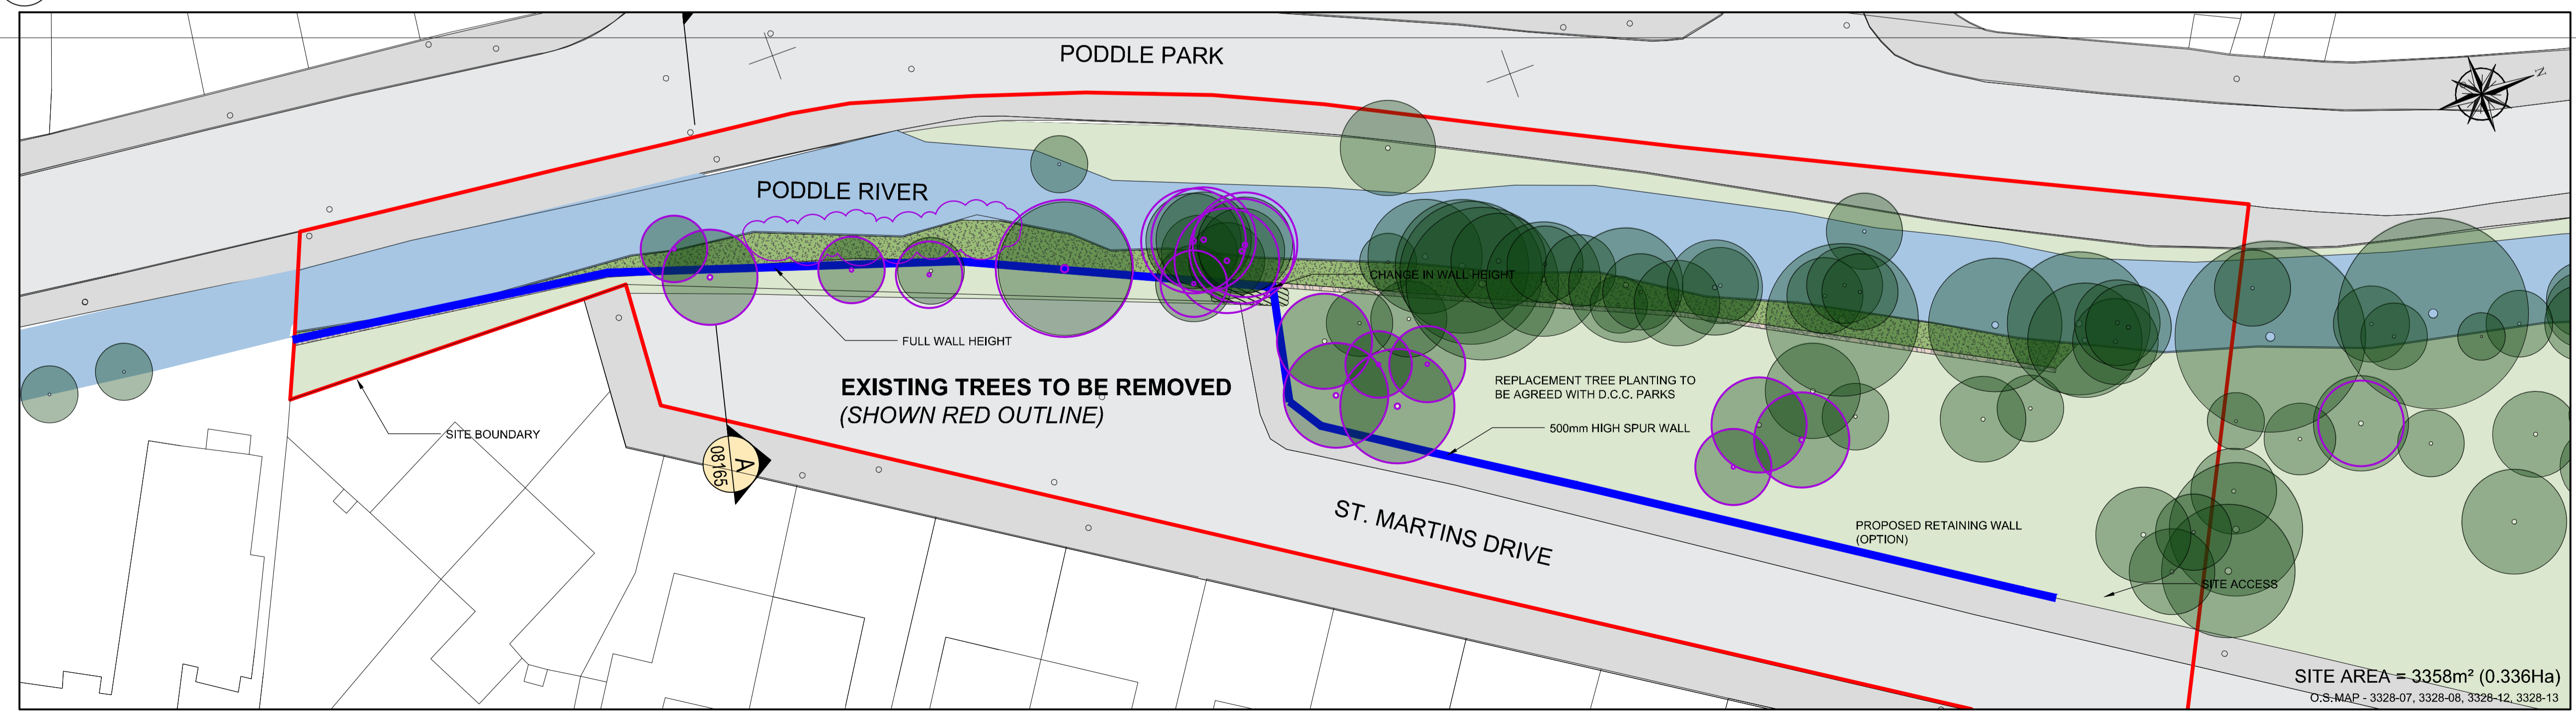 PODDLE PARK
N
PODDLE RIVER
CHANGE IN WALL HEIGHT
FULL WALL HEIGHT
EXISTING TREES TO BE REMOVED
(SHOWN RED OUTLINE)
REPLACEMENT TREE PLANTING TO
BE AGREED WITH D.C.C. PARKS
500mm HIGH SPUR WALL
SITE BOUNDARY
A
08165
ST. MARTINS DRIVE
PROPOSED RETAINING WALL
(OPTION)
SITE ACCESS
SITE AREA = 3358m² (0.336Ha)
O.S.MAP - 3328-07, 3328-08, 3328-12, 3328-13